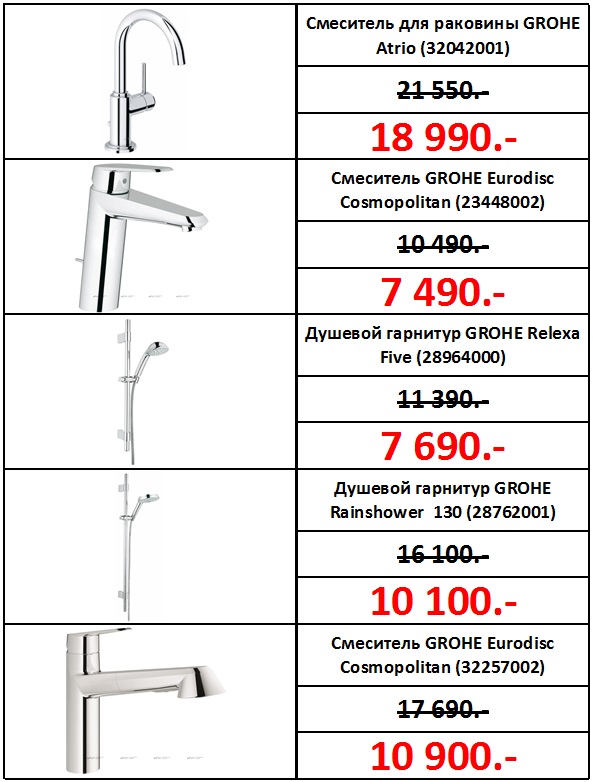 Смеситель для раковины GROHE
Atrio (32042001)
21 550.-
18 990.-
Смеситель GROHE Eurodisc
Cosmopolitan (23448002)
10 490.-
7 490.-
Душевой гарнитур GROHE Relexa
Five (28964000)
11 390.-
7 690.-
Душевой гарнитур GROHE
Rainshower 130 (28762001)
16 100.-
10 100.-
Смеситель GROHE Eurodisc
Cosmopolitan (32257002)
17 690.-
10 900.-